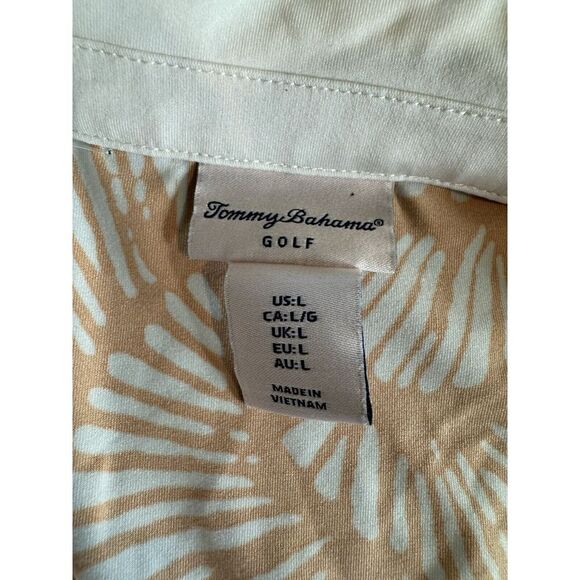 Tommy Bahama®
GOLF
US:L
CA:L/G
UK:L
EU:L
AU:L
MADE IN
VIETNAM